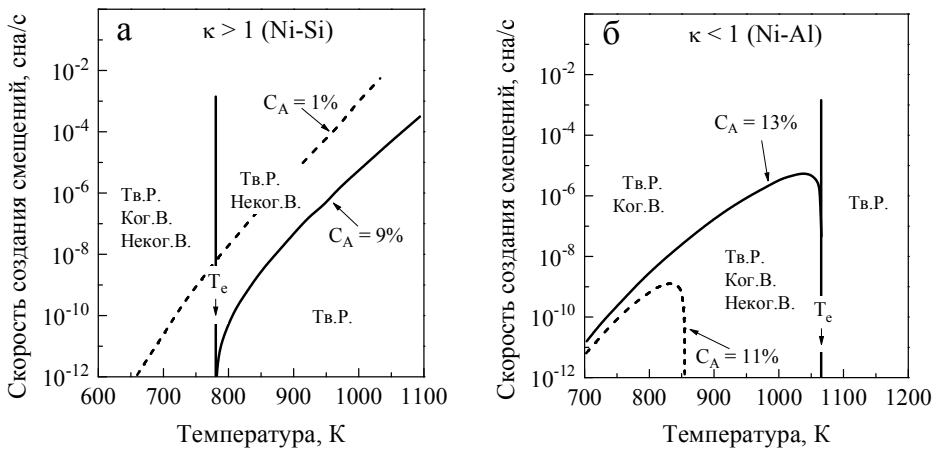 а
κ > 1 (Ni-Si)
Скорость создания смещений, сна/с
10^-2
10^-4
10^-6
10^-8
10^-10
10^-12
C_A = 1%
Тв.Р.
Ког.В.
Неког.В.
Тв.Р.
Неког.В.
C_A = 9%
T_e
Тв.Р.
600 700 800 900 1000 1100
Температура, К
б
κ < 1 (Ni-Al)
Скорость создания смещений, сна/с
10^-2
10^-4
10^-6
10^-8
10^-10
10^-12
C_A = 13%
Тв.Р.
Ког.В.
Тв.Р.
Тв.Р.
Ког.В.
Неког.В.
T_e
C_A = 11%
700 800 900 1000 1100 1200
Температура, К